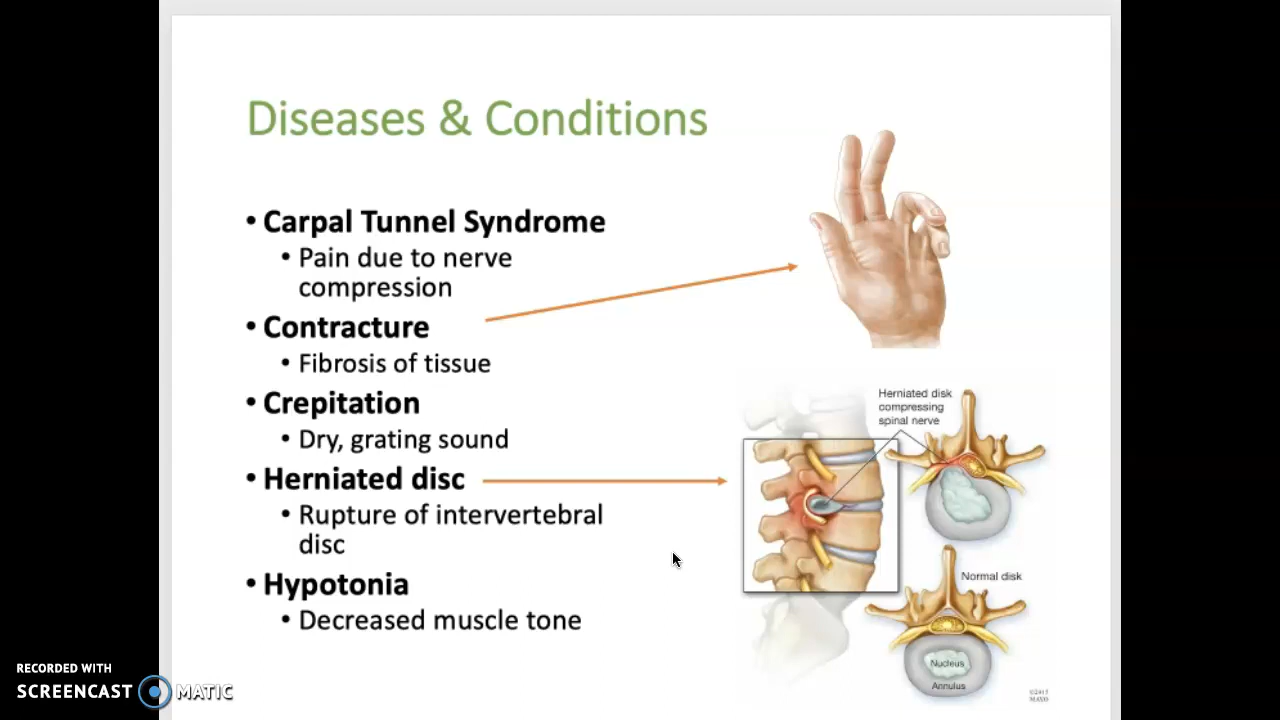 Diseases & Conditions
• Carpal Tunnel Syndrome
• Pain due to nerve
compression
• Contracture
• Fibrosis of tissue
• Crepitation
• Dry, grating sound
• Herniated disc
• Rupture of intervertebral
disc
• Hypotonia
• Decreased muscle tone
Herniated disk
compressing
spinal nerve
Normal disk
Nucleus
Annulus
RECORDED WITH
SCREENCAST MATIC